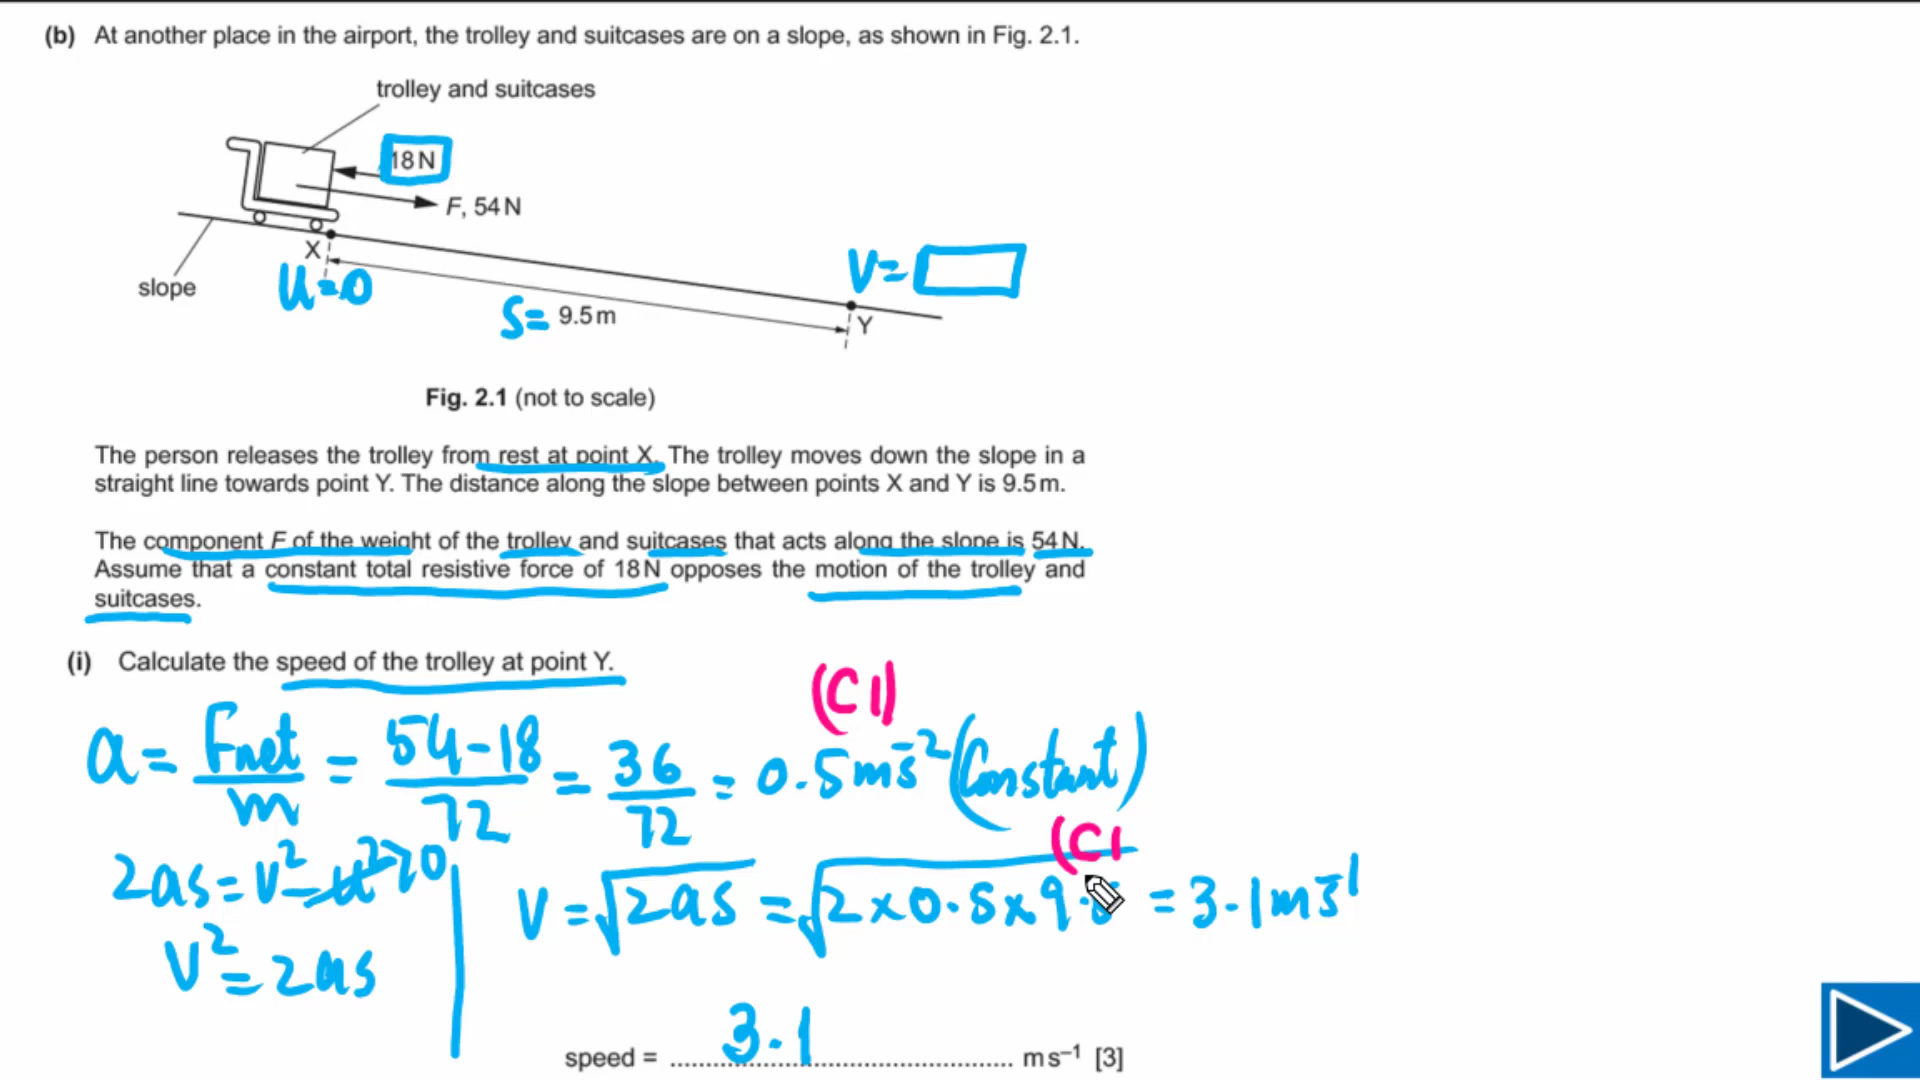 (b) At another place in the airport, the trolley and suitcases are on a slope, as shown in Fig. 2.1.
trolley and suitcases
18 N
F, 54 N
X
slope
u=0
S= 9.5 m
V=
Y
Fig. 2.1 (not to scale)
The person releases the trolley from rest at point X. The trolley moves down the slope in a
straight line towards point Y. The distance along the slope between points X and Y is 9.5 m.
The component F of the weight of the trolley and suitcases that acts along the slope is 54 N.
Assume that a constant total resistive force of 18 N opposes the motion of the trolley and
suitcases.
(i) Calculate the speed of the trolley at point Y.
(C1)
a = Fnet/m = 54-18/72 = 36/72 = 0.5 ms⁻² (Constant)
(C1
2as = v² - u²→0
v = √2as = √2×0.5×9. = 3.1 ms⁻¹
v² = 2as
speed = 3.1 m s⁻¹ [3]